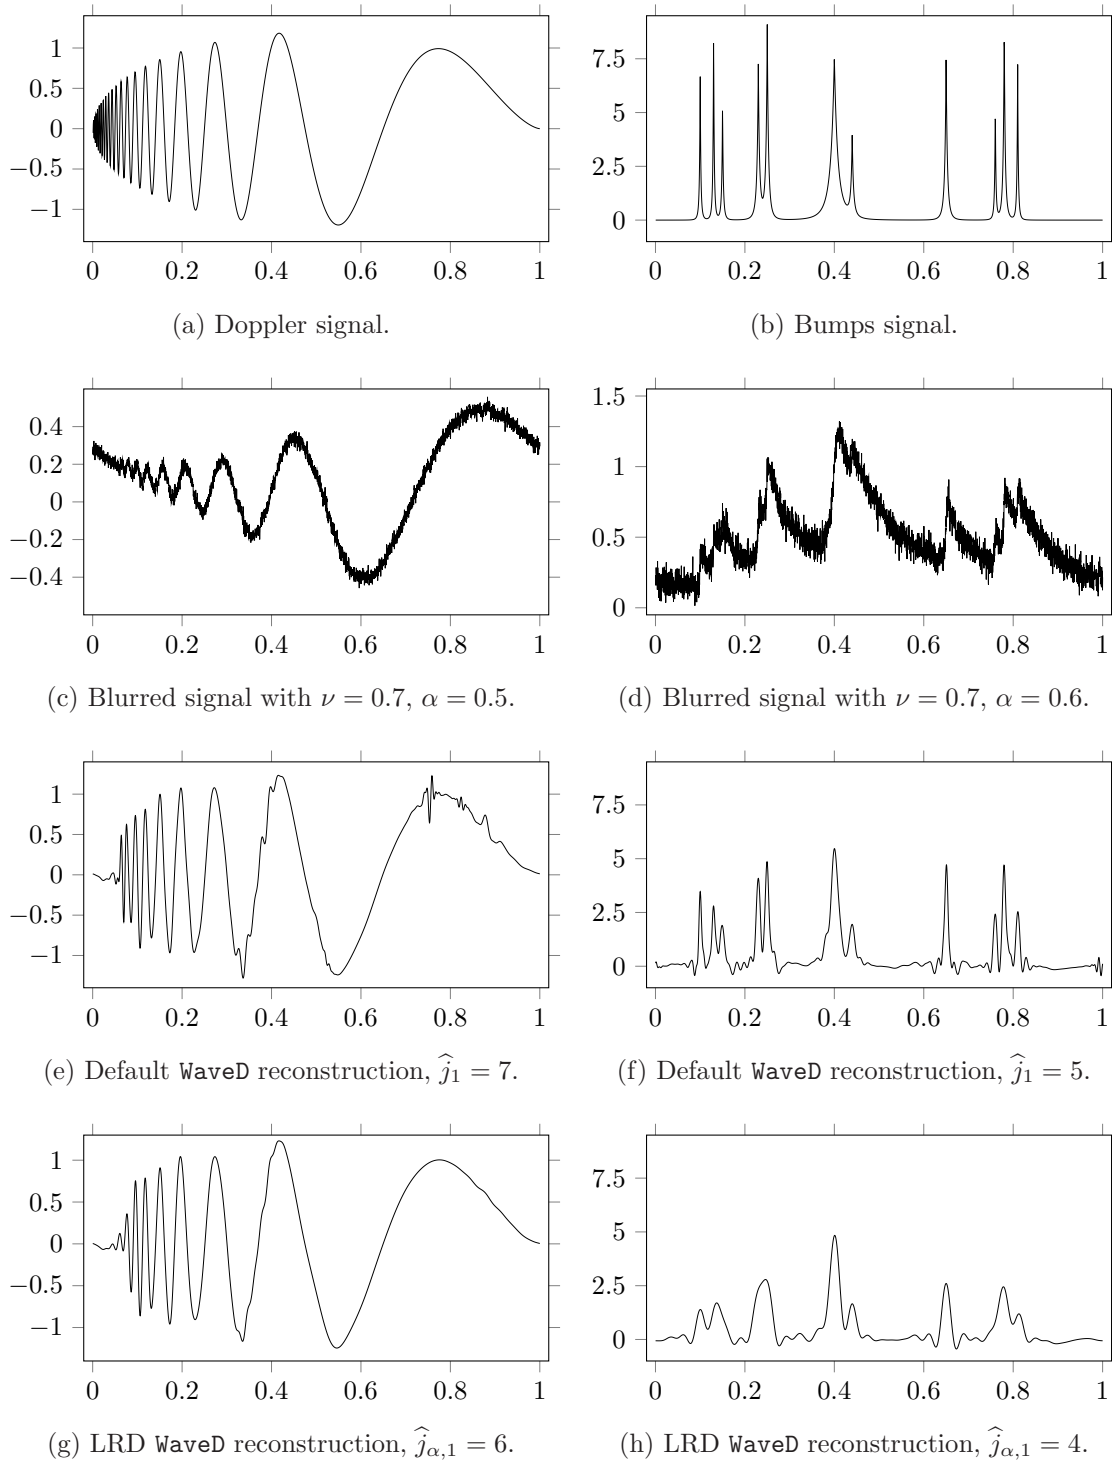 1
0.5
0
−0.5
−1
0 0.2 0.4 0.6 0.8 1
(a) Doppler signal.
7.5
5
2.5
0
0 0.2 0.4 0.6 0.8 1
(b) Bumps signal.
0.4
0.2
0
−0.2
−0.4
0 0.2 0.4 0.6 0.8 1
(c) Blurred signal with ν = 0.7, α = 0.5.
1.5
1
0.5
0
0 0.2 0.4 0.6 0.8 1
(d) Blurred signal with ν = 0.7, α = 0.6.
1
0.5
0
−0.5
−1
0 0.2 0.4 0.6 0.8 1
(e) Default WaveD reconstruction, ĵ₁ = 7.
7.5
5
2.5
0
0 0.2 0.4 0.6 0.8 1
(f) Default WaveD reconstruction, ĵ₁ = 5.
1
0.5
0
−0.5
−1
0 0.2 0.4 0.6 0.8 1
(g) LRD WaveD reconstruction, ĵ_{α,1} = 6.
7.5
5
2.5
0
0 0.2 0.4 0.6 0.8 1
(h) LRD WaveD reconstruction, ĵ_{α,1} = 4.